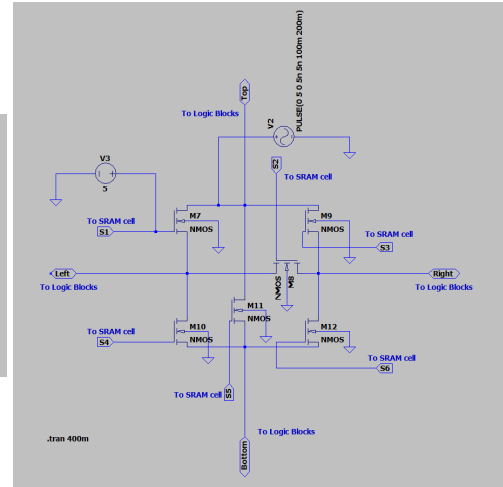 Top
To Logic Blocks
V2
PULSE(0 5 0 5n 5n 100m 200m)
V3
5
S2
To SRAM cell
To SRAM cell
S1
M7
NMOS
M9
NMOS
To SRAM cell
S3
Left
To Logic Blocks
NMOS
M8
Right
To Logic Blocks
M11
NMOS
To SRAM cell
S4
M10
NMOS
M12
NMOS
To SRAM cell
S5
To SRAM cell
S6
To Logic Blocks
Bottom
.tran 400m